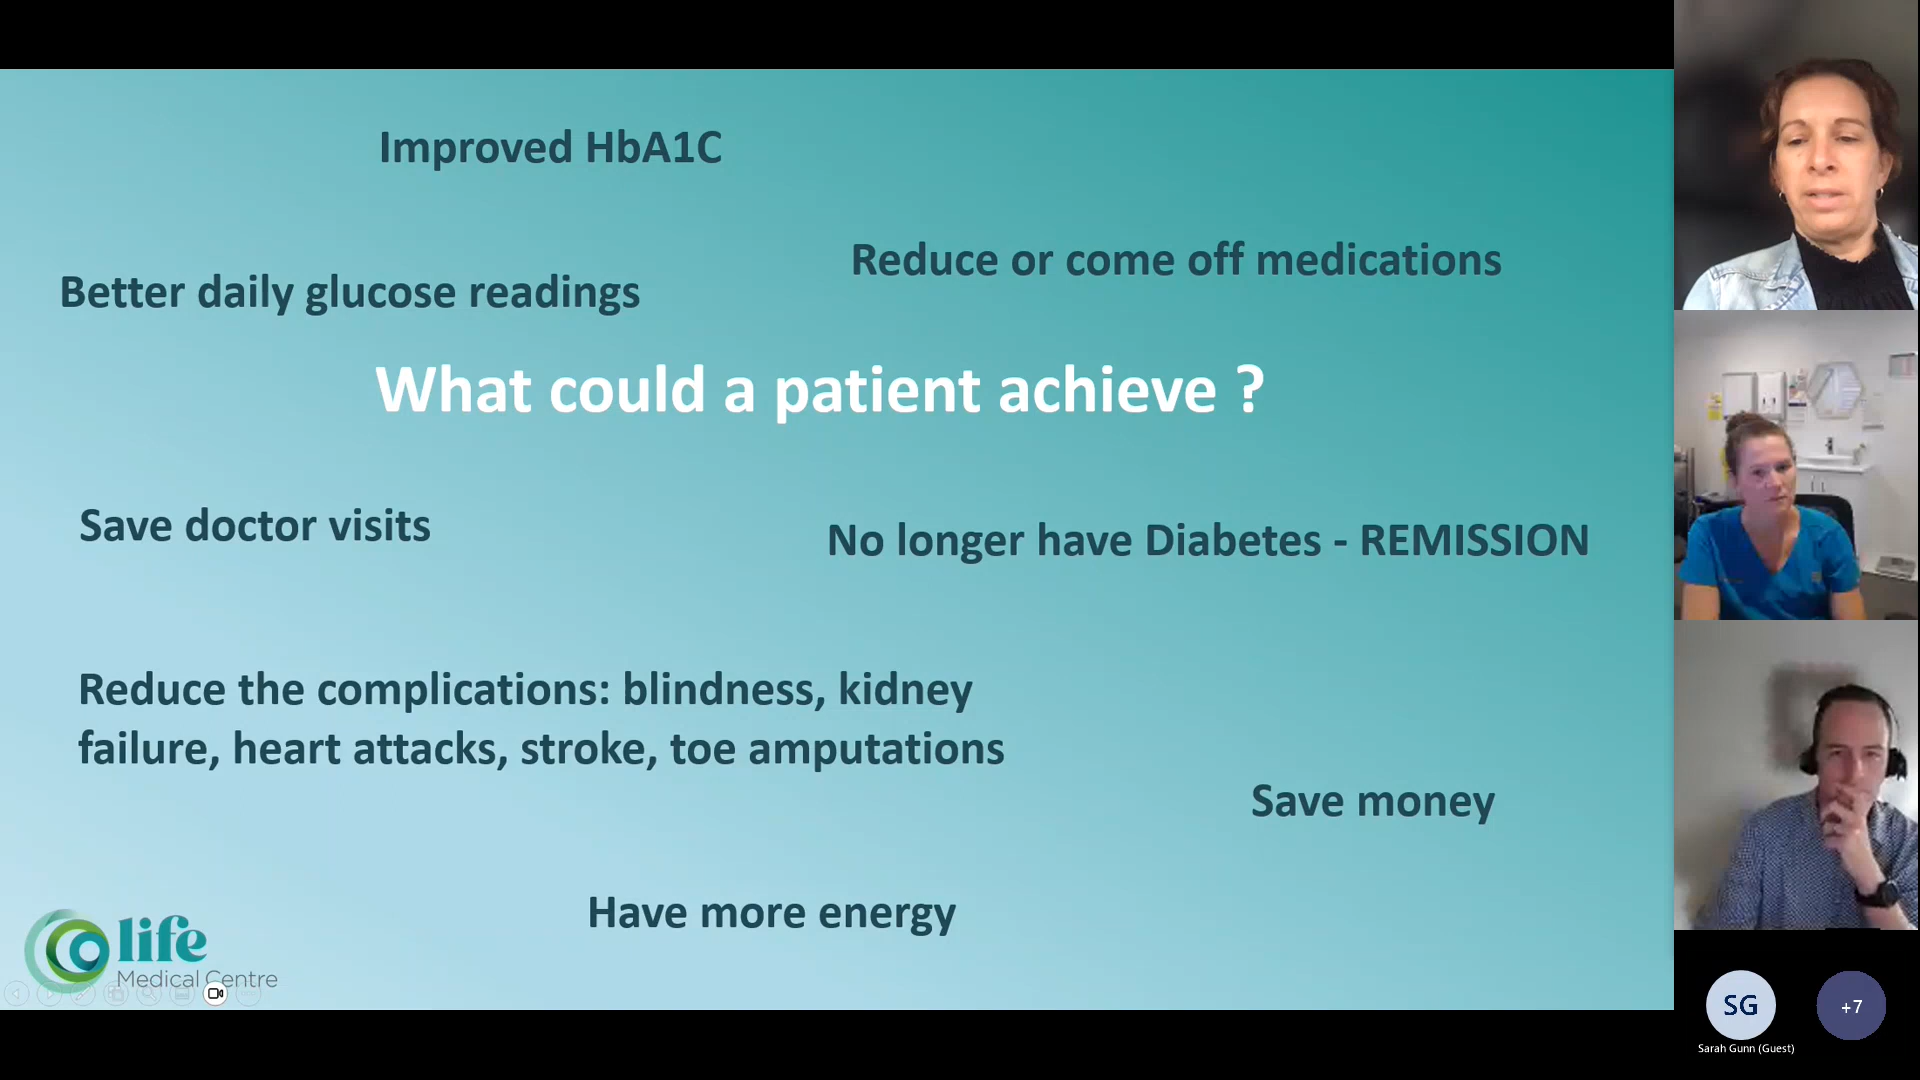 Improved HbA1C
Reduce or come off medications
Better daily glucose readings
What could a patient achieve ?
Save doctor visits
No longer have Diabetes - REMISSION
Reduce the complications: blindness, kidney
failure, heart attacks, stroke, toe amputations
Save money
Have more energy
life
Medical Centre
SG
+7
Sarah Gunn (Guest)